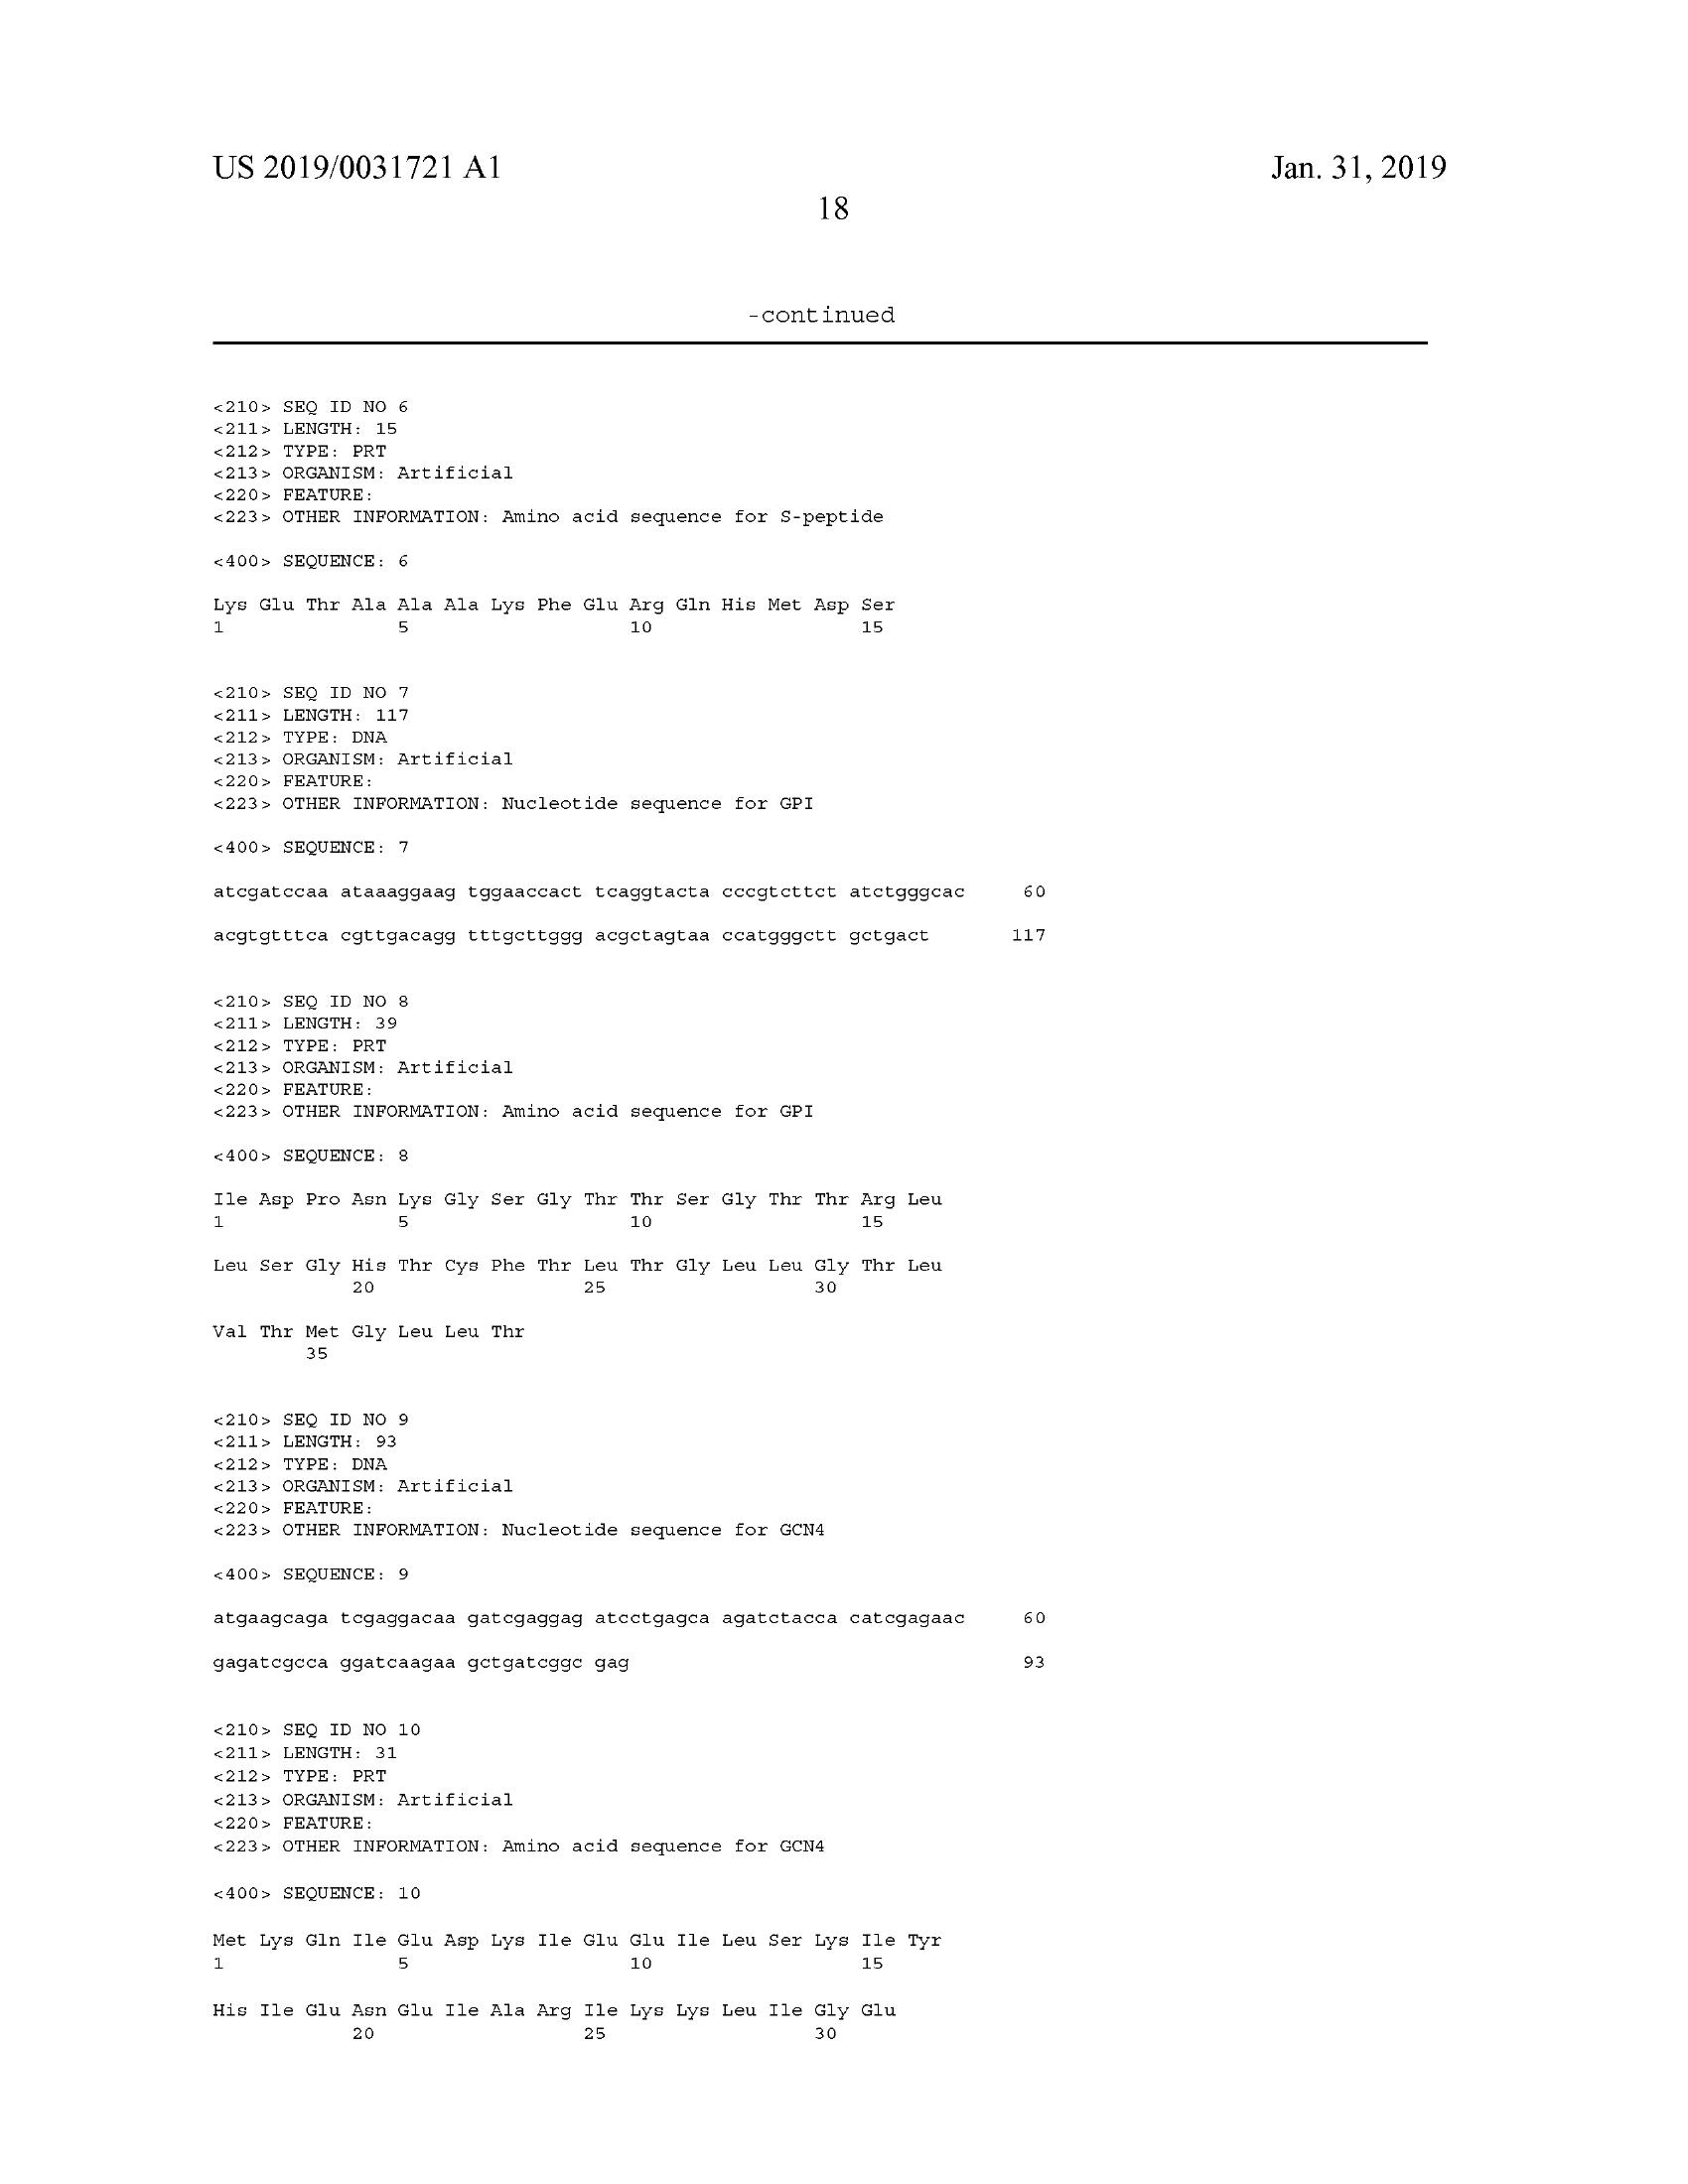 US 2019/0031721 A1 Jan. 31, 2019
18
-continued
<210> SEQ ID NO 6
<211> LENGTH: 15
<212> TYPE: PRT
<213> ORGANISM: Artificial
<220> FEATURE:
<223> OTHER INFORMATION: Amino acid sequence for S-peptide
<400> SEQUENCE: 6
Lys Glu Thr Ala Ala Ala Lys Phe Glu Arg Gln His Met Asp Ser
1 5 10 15
<210> SEQ ID NO 7
<211> LENGTH: 117
<212> TYPE: DNA
<213> ORGANISM: Artificial
<220> FEATURE:
<223> OTHER INFORMATION: Nucleotide sequence for GPI
<400> SEQUENCE: 7
atcgatccaa ataaaggaag tggaaccact tcaggtacta cccgtcttct atctgggcac 60
acgtgtttca cgttgacagg tttgcttggg acgctagtaa ccatgggctt gctgact 117
<210> SEQ ID NO 8
<211> LENGTH: 39
<212> TYPE: PRT
<213> ORGANISM: Artificial
<220> FEATURE:
<223> OTHER INFORMATION: Amino acid sequence for GPI
<400> SEQUENCE: 8
Ile Asp Pro Asn Lys Gly Ser Gly Thr Thr Ser Gly Thr Thr Arg Leu
1 5 10 15
Leu Ser Gly His Thr Cys Phe Thr Leu Thr Gly Leu Leu Gly Thr Leu
20 25 30
Val Thr Met Gly Leu Leu Thr
35
<210> SEQ ID NO 9
<211> LENGTH: 93
<212> TYPE: DNA
<213> ORGANISM: Artificial
<220> FEATURE:
<223> OTHER INFORMATION: Nucleotide sequence for GCN4
<400> SEQUENCE: 9
atgaagcaga tcgaggacaa gatcgaggag atcctgagca agatctacca catcgagaac 60
gagatcgcca ggatcaagaa gctgatcggc gag 93
<210> SEQ ID NO 10
<211> LENGTH: 31
<212> TYPE: PRT
<213> ORGANISM: Artificial
<220> FEATURE:
<223> OTHER INFORMATION: Amino acid sequence for GCN4
<400> SEQUENCE: 10
Met Lys Gln Ile Glu Asp Lys Ile Glu Glu Ile Leu Ser Lys Ile Tyr
1 5 10 15
His Ile Glu Asn Glu Ile Ala Arg Ile Lys Lys Leu Ile Gly Glu
20 25 30